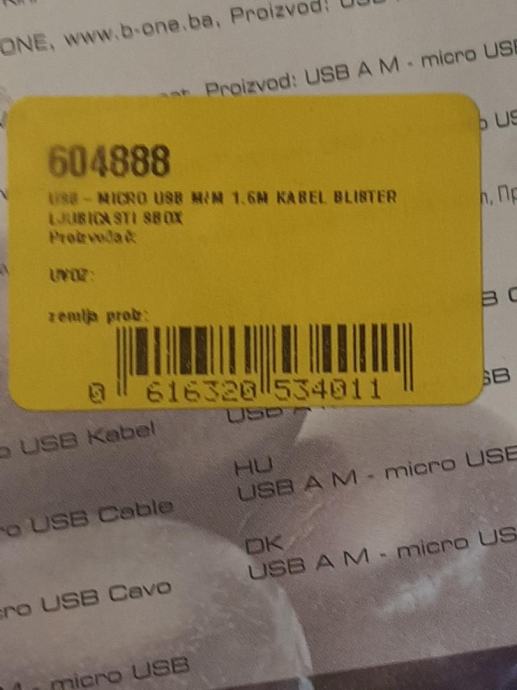 ONE, www.b-one.ba, Proizvod:
Proizvod: USB A M - micro USB
604888
USB - MICRO USB M/M 1.6M KABEL BLISTER
LJUBICASTI SBOX
Proizvođač:
UVOZ:
zemlja proiz:
0 616320 534011
USB Kabel
HU
USB A M - micro USB
USB Cable
DK
USB A M - micro US
cro USB Cavo
micro USB